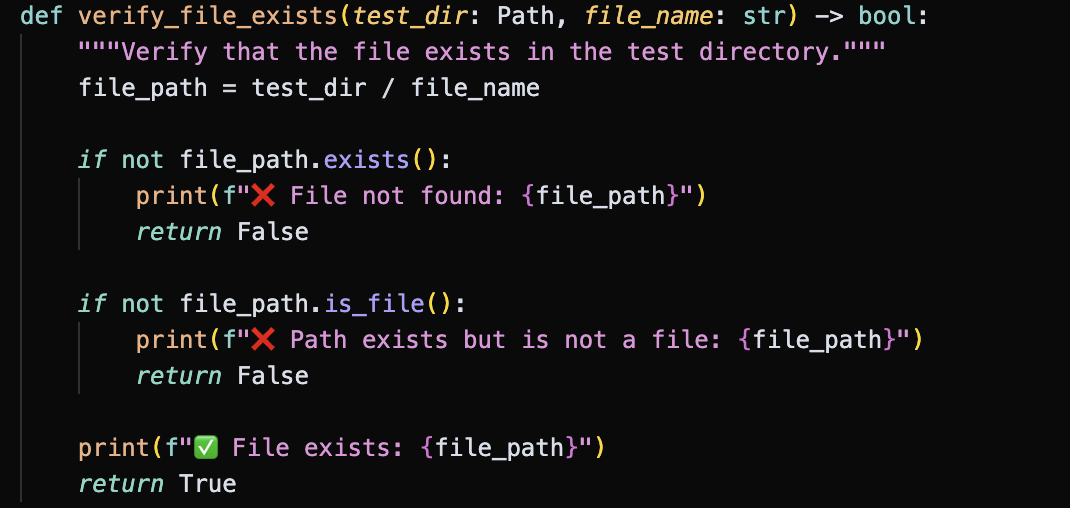 def verify_file_exists(test_dir: Path, file_name: str) -> bool:
    """Verify that the file exists in the test directory."""
    file_path = test_dir / file_name

    if not file_path.exists():
        print(f"❌ File not found: {file_path}")
        return False

    if not file_path.is_file():
        print(f"❌ Path exists but is not a file: {file_path}")
        return False

    print(f"✅ File exists: {file_path}")
    return True